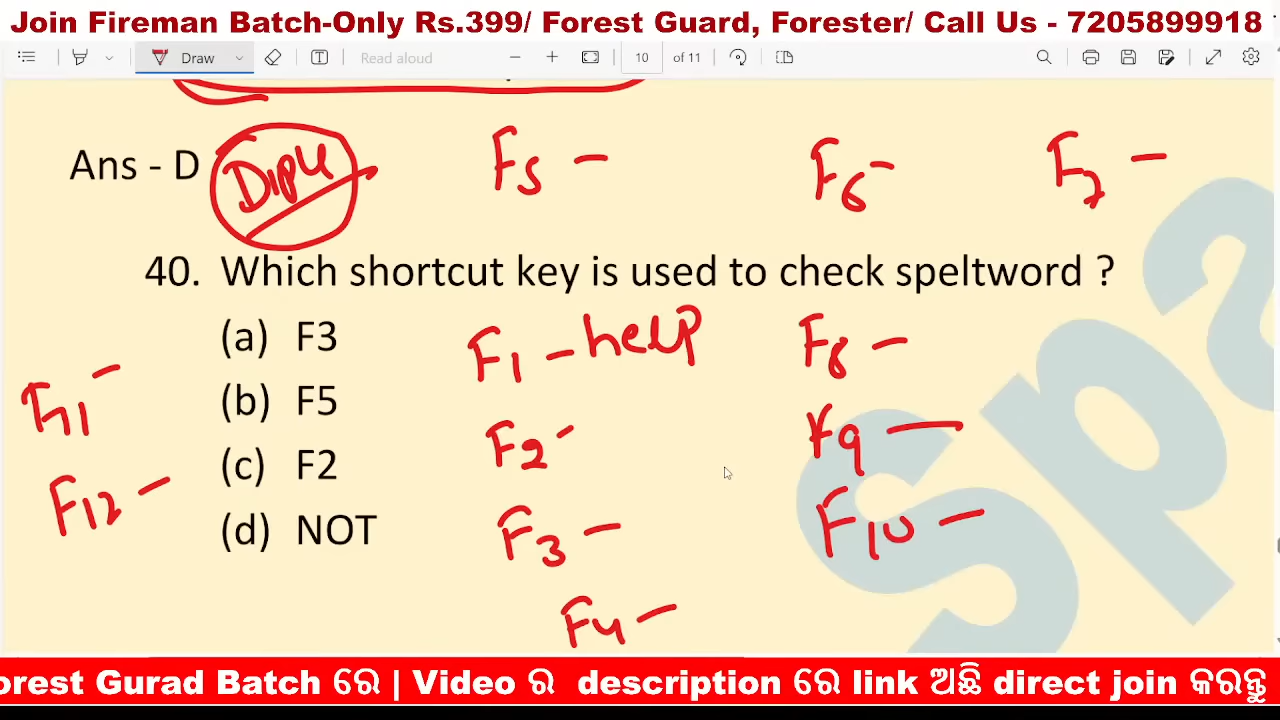 Join Fireman Batch-Only Rs.399/ Forest Guard, Forester/ Call Us - 7205899918
Draw
Read aloud
10 of 11
Ans - D
F5 -
F6 -
F7 -
40. Which shortcut key is used to check speltword ?
(a) F3
(b) F5
(c) F2
(d) NOT
F1 - help
F2 -
F3 -
F4 -
F8 -
F9 -
F10 -
F11 -
F12 -
Spa
orest Gurad Batch ରେ | Video ର description ରେ link ଅଛି direct join କରନ୍ତୁ